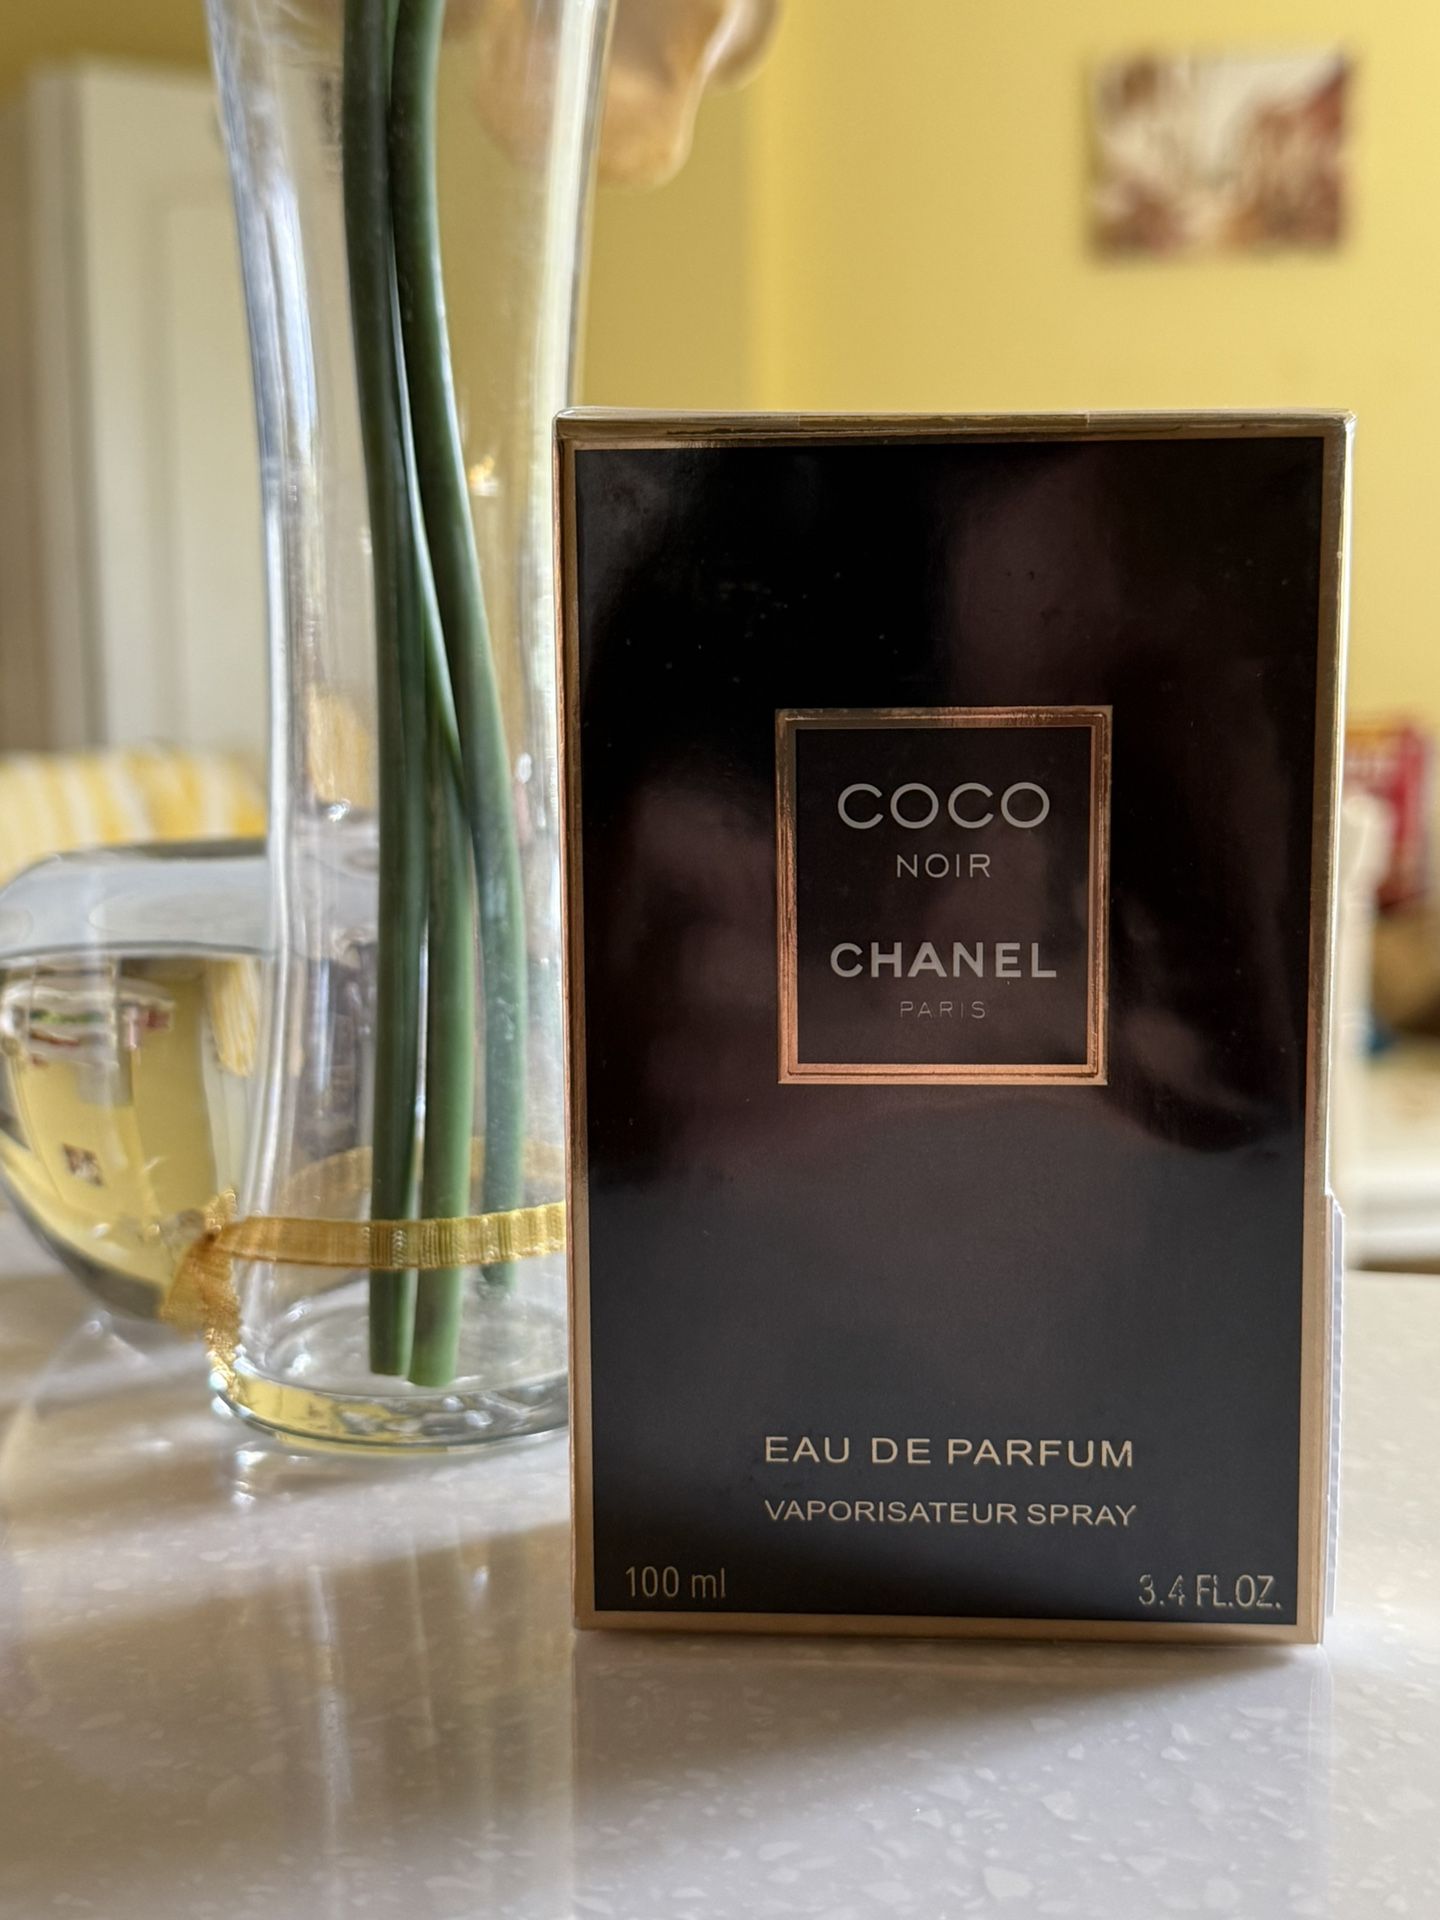 COCO
NOIR
CHANEL
PARIS
EAU DE PARFUM
VAPORISATEUR SPRAY
100 ml
3.4 FL.OZ.